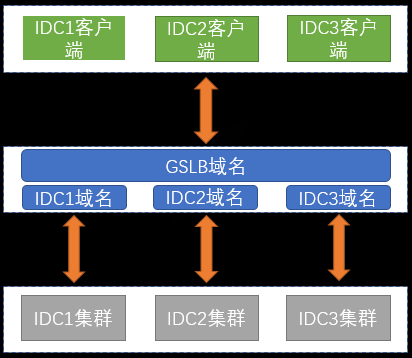 IDC1客户
端
IDC2客户
端
IDC3客户
端
GSLB域名
IDC1域名
IDC2域名
IDC3域名
IDC1集群
IDC2集群
IDC3集群